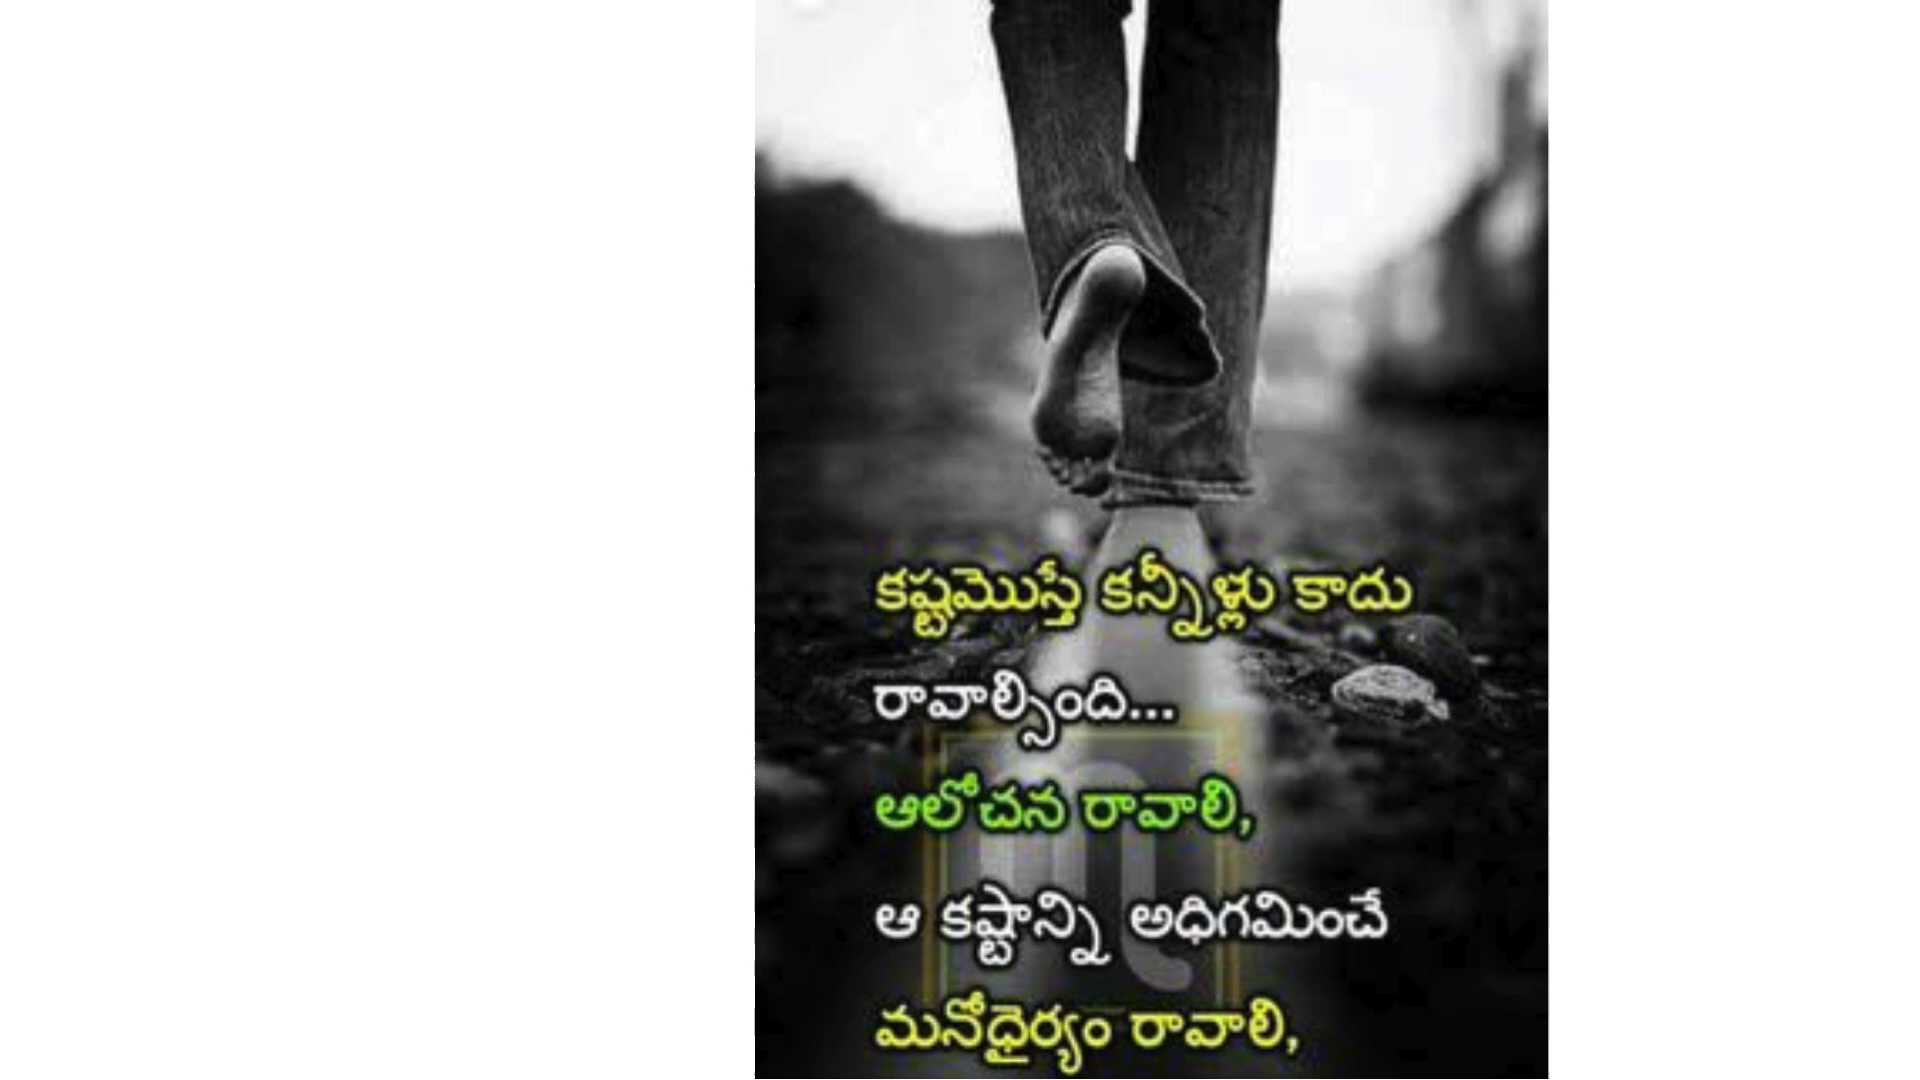 కష్టమొస్తే కన్నీళ్లు కాదు
రావాల్సింది...
ఆలోచన రావాలి,
ఆ కష్టాన్ని అధిగమించే
మనోధైర్యం రావాలి,